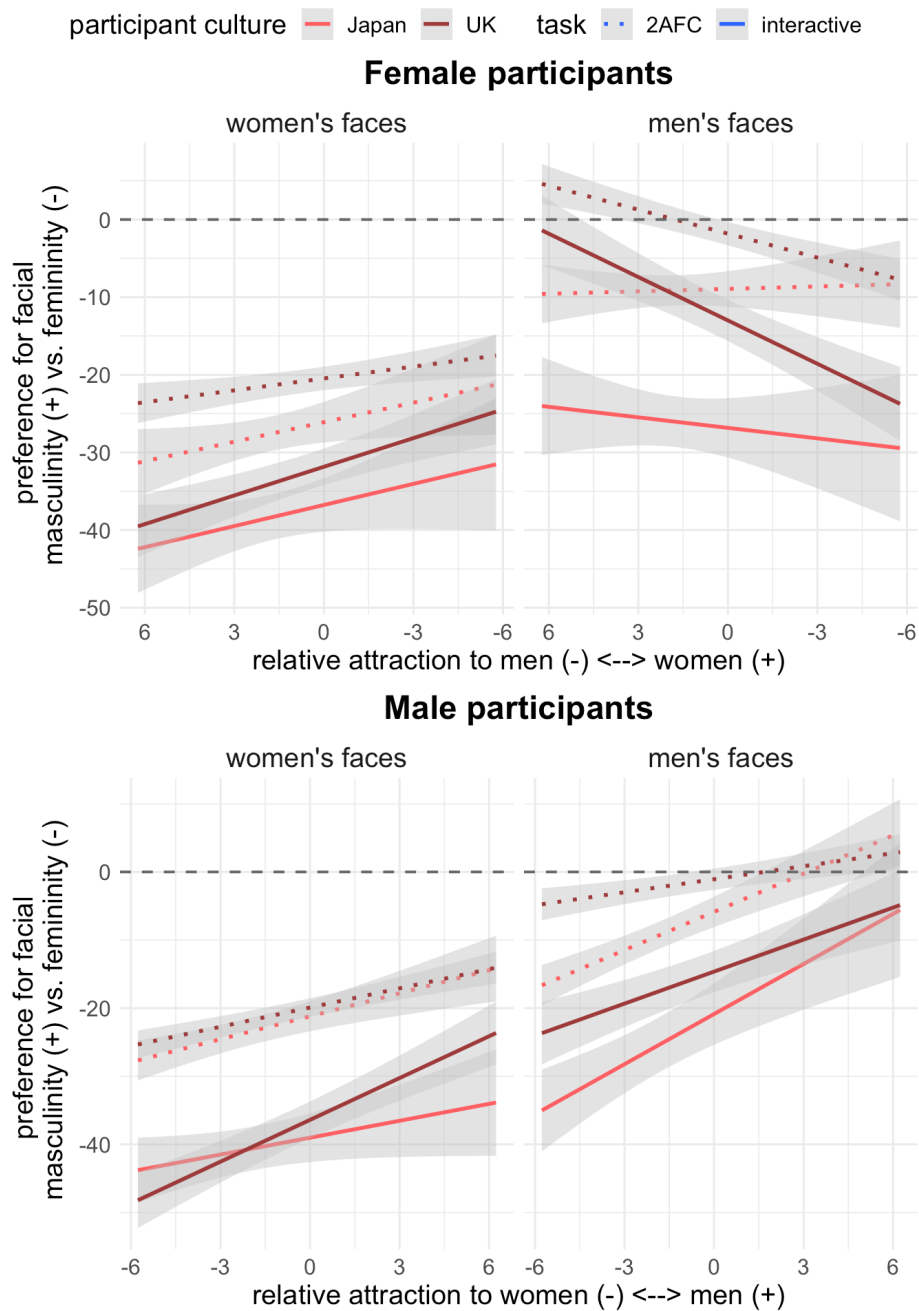 participant culture Japan UK task 2AFC interactive
Female participants
women's faces men's faces
preference for facial
masculinity (+) vs. femininity (-)
0
-10
-20
-30
-40
-50
6 3 0 -3 -6 6 3 0 -3 -6
relative attraction to men (-) <--> women (+)
Male participants
women's faces men's faces
preference for facial
masculinity (+) vs. femininity (-)
0
-20
-40
-6 -3 0 3 6 -6 -3 0 3 6
relative attraction to women (-) <--> men (+)